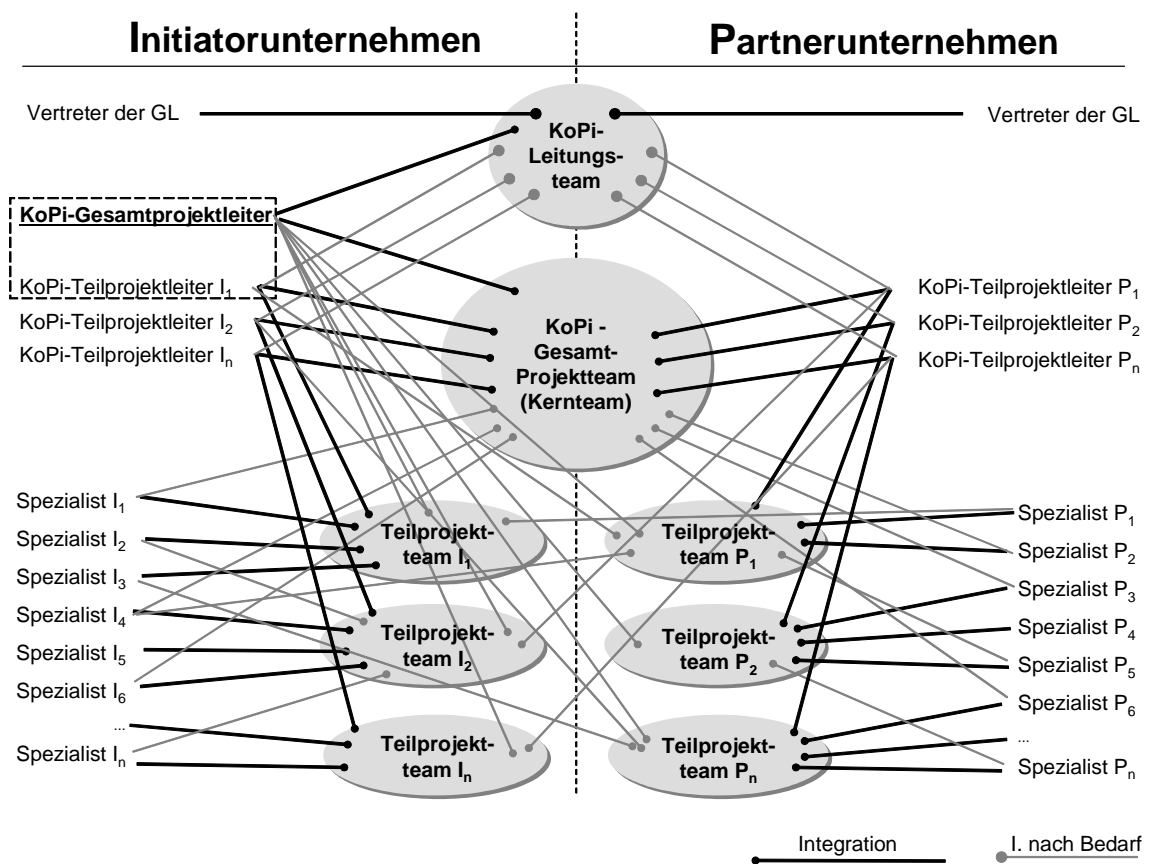 Initiatorunternehmen
Partnerunternehmen
Vertreter der GL
Vertreter der GL
KoPi-
Leitungs-
team
KoPi-Gesamtprojektleiter
KoPi-Teilprojektleiter I1
KoPi-Teilprojektleiter I2
KoPi-Teilprojektleiter In
KoPi -
Gesamt-
Projektteam
(Kernteam)
KoPi-Teilprojektleiter P1
KoPi-Teilprojektleiter P2
KoPi-Teilprojektleiter Pn
Spezialist I1
Spezialist I2
Spezialist I3
Spezialist I4
Spezialist I5
Spezialist I6
...
Spezialist In
Teilprojekt-
team I1
Teilprojekt-
team I2
Teilprojekt-
team In
Teilprojekt-
team P1
Teilprojekt-
team P2
Teilprojekt-
team Pn
Spezialist P1
Spezialist P2
Spezialist P3
Spezialist P4
Spezialist P5
Spezialist P6
...
Spezialist Pn
Integration
I. nach Bedarf